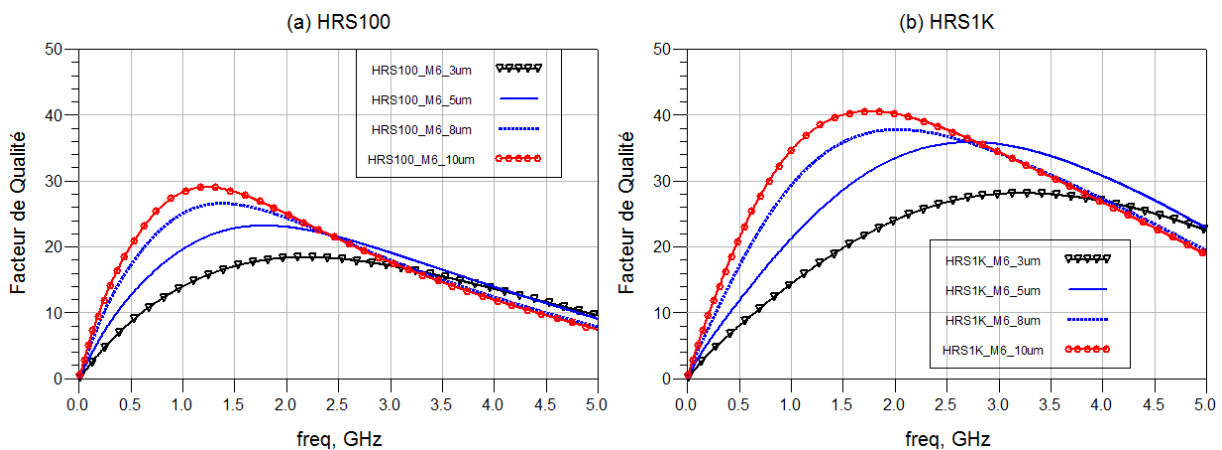 (a) HRS100
Facteur de Qualité
50
40
30
20
10
0
HRS100_M6_3um
HRS100_M6_5um
HRS100_M6_8um
HRS100_M6_10um
0.0 0.5 1.0 1.5 2.0 2.5 3.0 3.5 4.0 4.5 5.0
freq, GHz
(b) HRS1K
Facteur de Qualité
50
40
30
20
10
0
HRS1K_M6_3um
HRS1K_M6_5um
HRS1K_M6_8um
HRS1K_M6_10um
0.0 0.5 1.0 1.5 2.0 2.5 3.0 3.5 4.0 4.5 5.0
freq, GHz